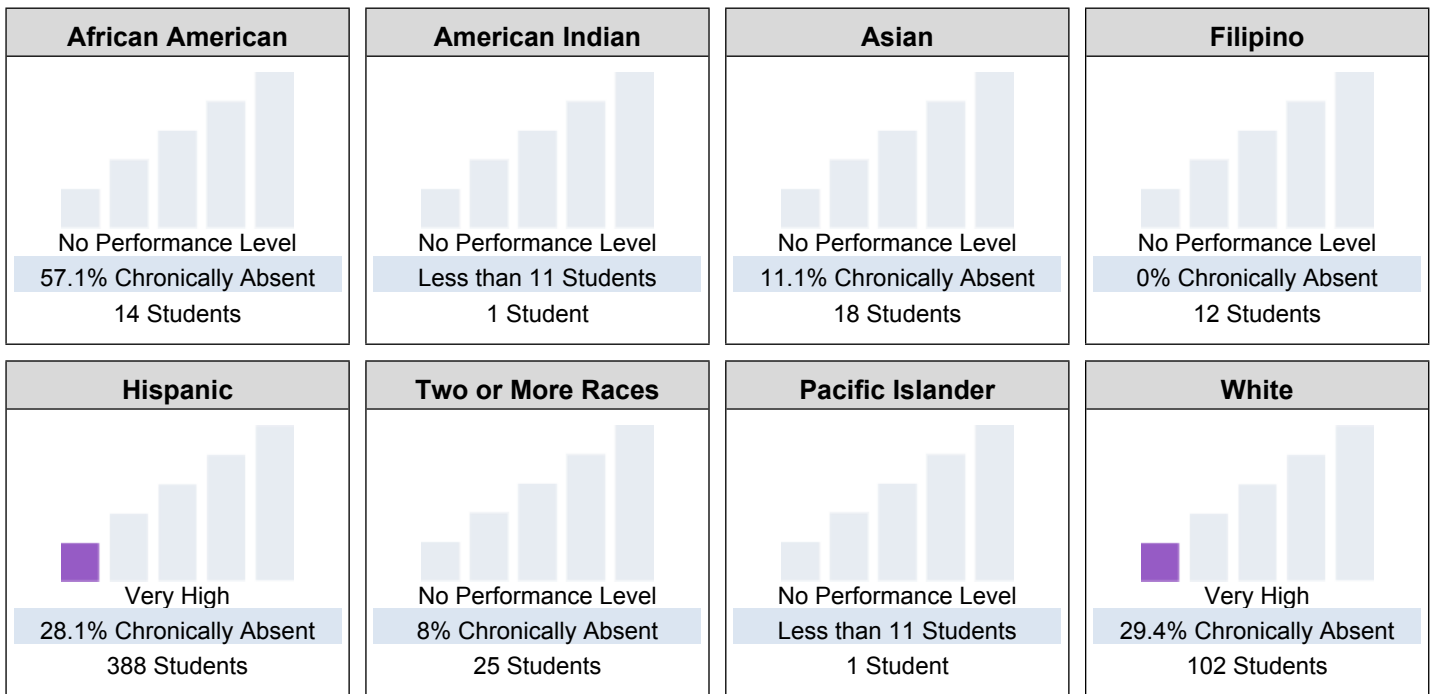 African American
No Performance Level
57.1% Chronically Absent
14 Students
American Indian
No Performance Level
Less than 11 Students
1 Student
Asian
No Performance Level
11.1% Chronically Absent
18 Students
Filipino
No Performance Level
0% Chronically Absent
12 Students
Hispanic
Very High
28.1% Chronically Absent
388 Students
Two or More Races
No Performance Level
8% Chronically Absent
25 Students
Pacific Islander
No Performance Level
Less than 11 Students
1 Student
White
Very High
29.4% Chronically Absent
102 Students